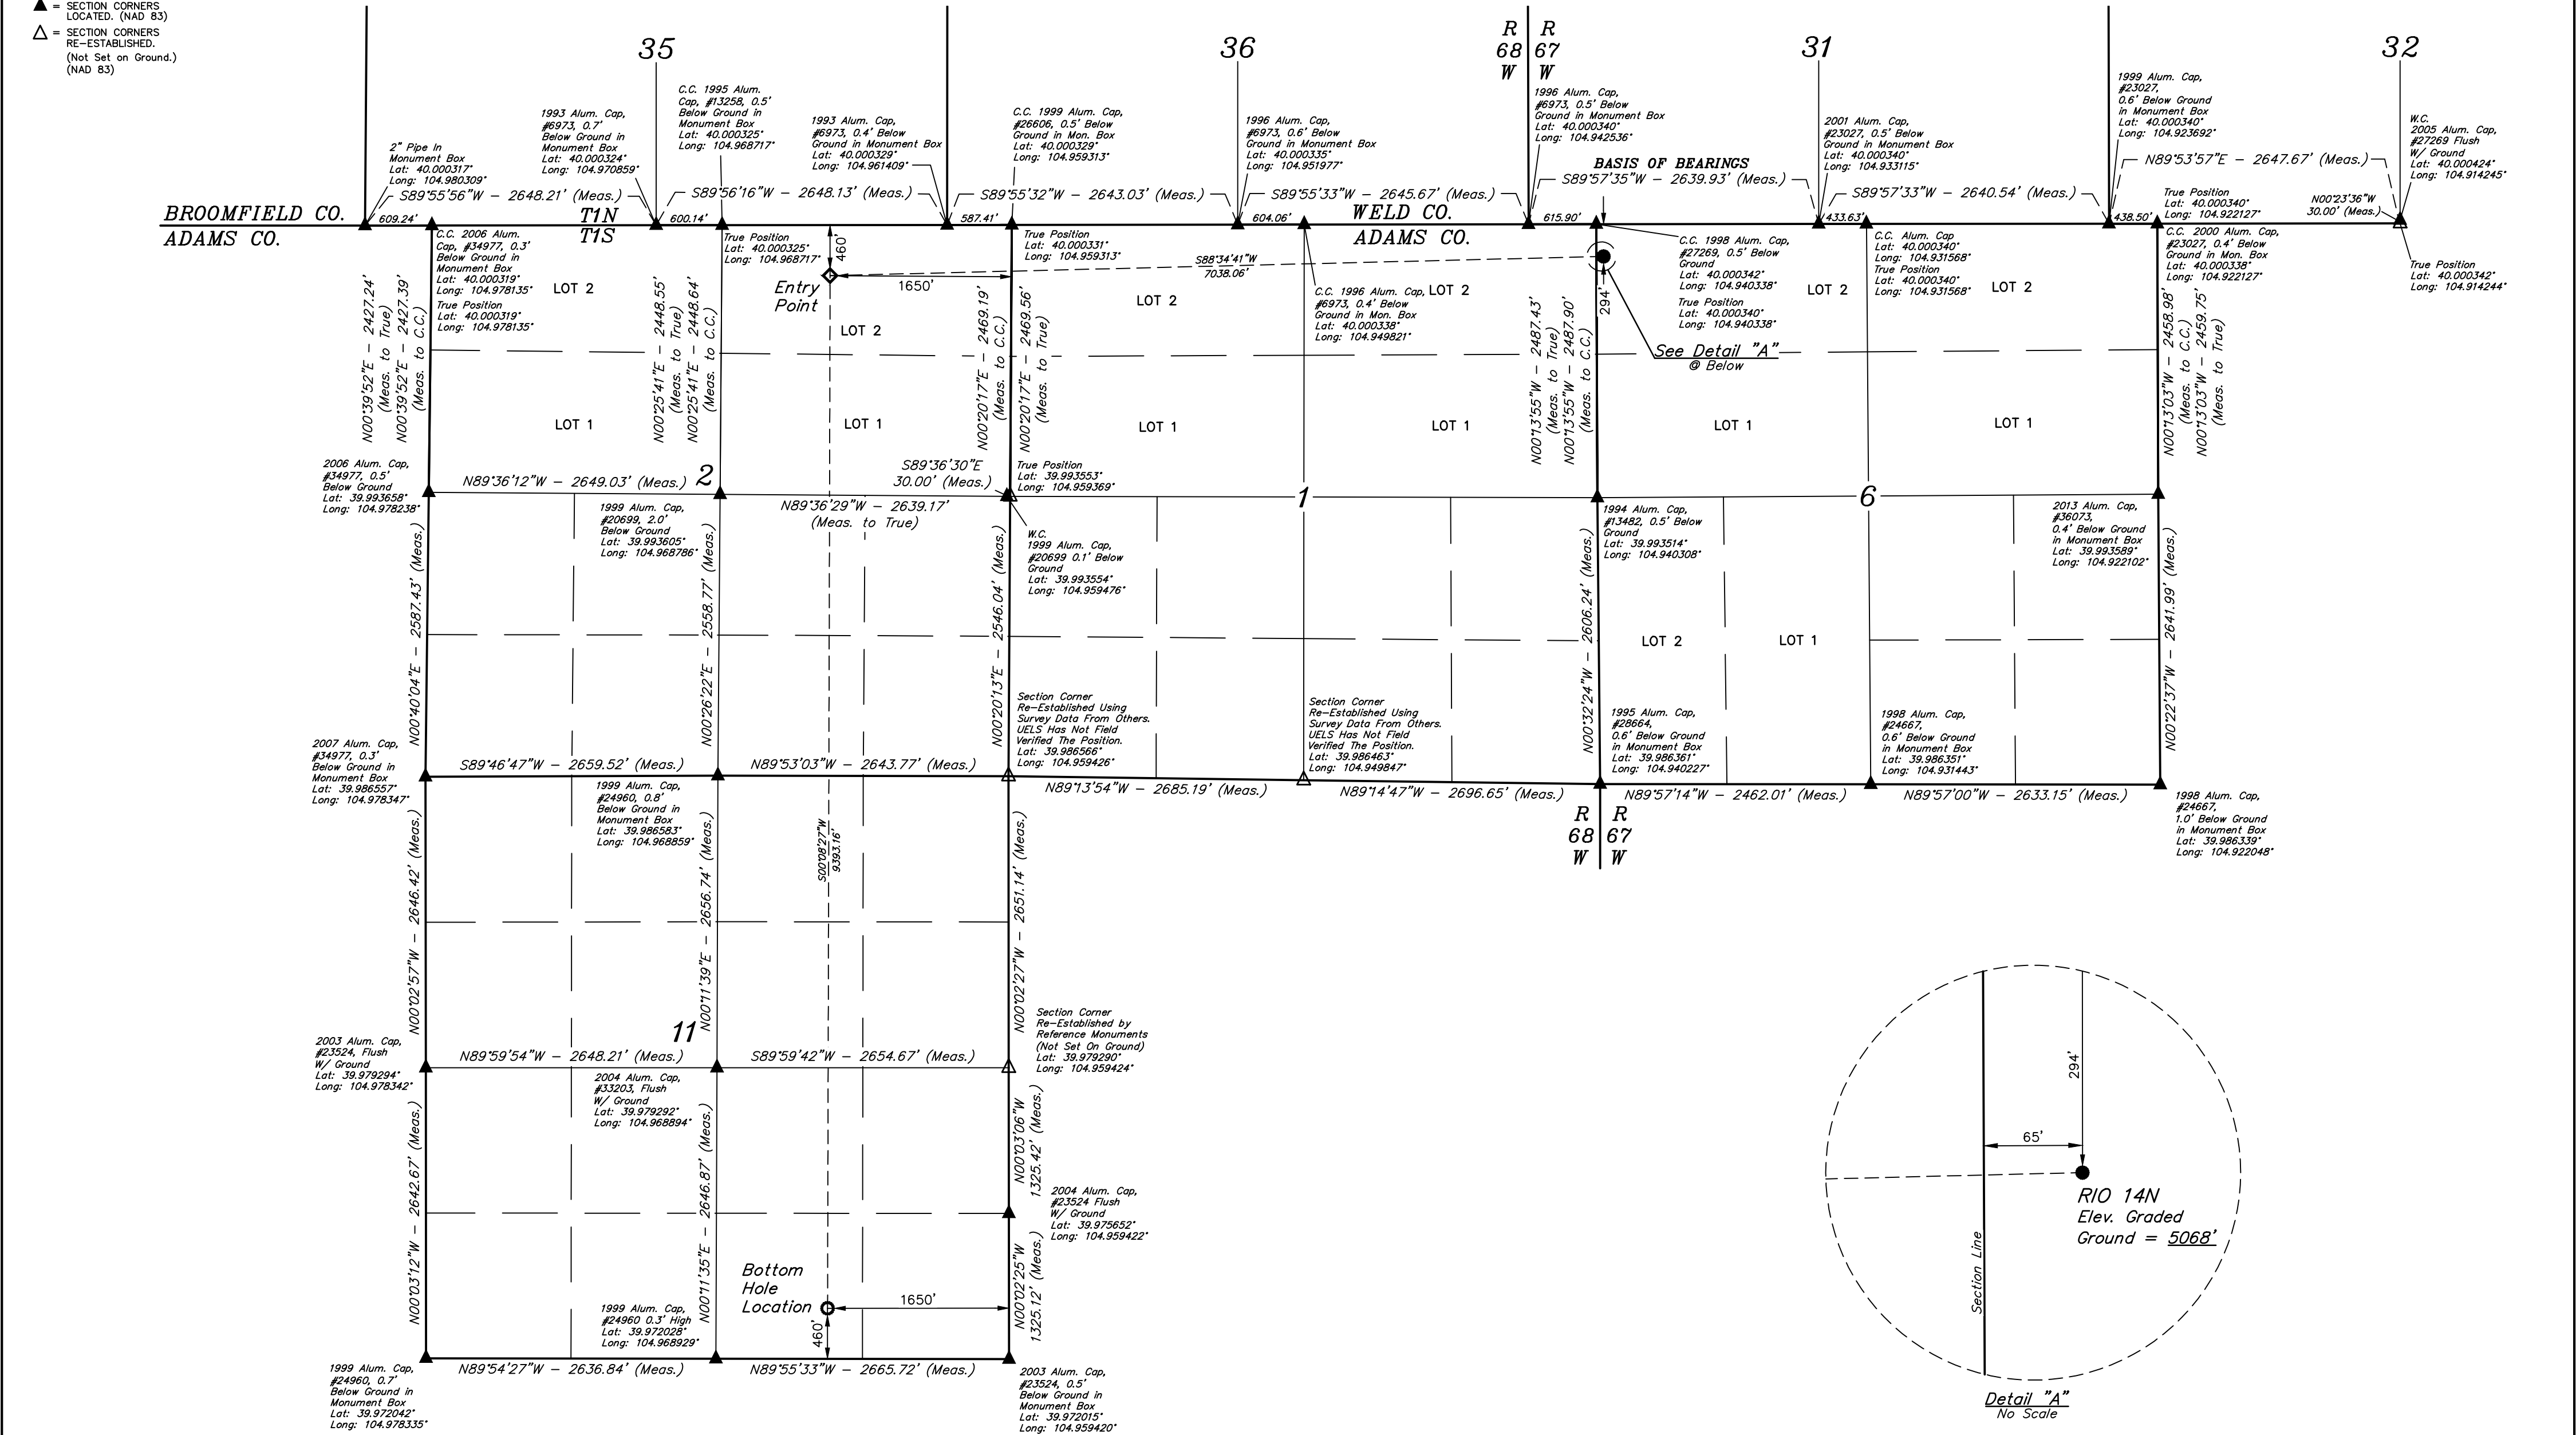 = SECTION CORNERS
LOCATED. (NAD 83)
= SECTION CORNERS
RE-ESTABLISHED.
(Not Set on Ground.)
(NAD 83)
35
36
R R
68 67
W W
31
32
2" Pipe In
Monument Box
Lat: 40.000317°
Long: 104.980309°
1993 Alum. Cap,
#6973, 0.7'
Below Ground in
Monument Box
Lat: 40.000324°
Long: 104.970859°
C.C. 1995 Alum.
Cap, #13258, 0.5'
Below Ground in
Monument Box
Lat: 40.000325°
Long: 104.968717°
1993 Alum. Cap,
#6973, 0.4' Below
Ground in Monument Box
Lat: 40.000329°
Long: 104.961409°
C.C. 1999 Alum. Cap,
#26606, 0.5' Below
Ground in Mon. Box
Lat: 40.000329°
Long: 104.959313°
1996 Alum. Cap,
#6973, 0.6' Below
Ground in Monument Box
Lat: 40.000335°
Long: 104.951977°
1996 Alum. Cap,
#6973, 0.5' Below
Ground in Monument Box
Lat: 40.000340°
Long: 104.942536°
BASIS OF BEARINGS
2001 Alum. Cap,
#23027, 0.5' Below
Ground in Monument Box
Lat: 40.000340°
Long: 104.933115°
1999 Alum. Cap,
#23027,
0.6' Below Ground
in Monument Box
Lat: 40.000340°
Long: 104.923692°
W.C.
2005 Alum. Cap,
#27269 Flush
W/ Ground
Lat: 40.000424°
Long: 104.914245°
S89°55'56"W - 2648.21' (Meas.)
S89°56'16"W - 2648.13' (Meas.)
S89°55'32"W - 2643.03' (Meas.)
S89°55'33"W - 2645.67' (Meas.)
S89°57'35"W - 2639.93' (Meas.)
S89°57'33"W - 2640.54' (Meas.)
N89°53'57"E - 2647.67' (Meas.)
True Position
Lat: 40.000340°
Long: 104.922127°
N00°23'36"W
30.00' (Meas.)
BROOMFIELD CO.
ADAMS CO.
609.24'
T1N
T1S
600.14'
587.41'
604.06'
WELD CO.
ADAMS CO.
615.90'
433.63'
438.50'
C.C. 2006 Alum.
Cap, #34977, 0.3'
Below Ground in
Monument Box
Lat: 40.000319°
Long: 104.978135°
True Position
Lat: 40.000319°
Long: 104.978135°
LOT 2
True Position
Lat: 40.000325°
Long: 104.968717°
460'
Entry
Point
1650'
LOT 2
True Position
Lat: 40.000331°
Long: 104.959313°
LOT 2
S88°34'41"W
7038.06'
C.C. 1996 Alum. Cap,
#6973, 0.4' Below
Ground in Mon. Box
Lat: 40.000338°
Long: 104.949821°
LOT 2
294'
C.C. 1998 Alum. Cap,
#27269, 0.5' Below
Ground
Lat: 40.000342°
Long: 104.940338°
True Position
Lat: 40.000340°
Long: 104.940338°
See Detail "A"
@ Below
LOT 2
C.C. Alum. Cap
Lat: 40.000340°
Long: 104.931568°
True Position
Lat: 40.000340°
Long: 104.931568°
LOT 2
C.C. 2000 Alum. Cap,
#23027, 0.4' Below
Ground in Mon. Box
Lat: 40.000338°
Long: 104.922127°
True Position
Lat: 40.000342°
Long: 104.914244°
N00°39'52"E - 2427.24'
(Meas. to True)
N00°39'52"E - 2427.39'
(Meas. to C.C.)
N00°25'41"E - 2448.55'
(Meas. to True)
N00°25'41"E - 2448.64'
(Meas. to C.C.)
N00°20'17"E - 2469.19'
(Meas. to C.C.)
N00°20'17"E - 2469.56'
(Meas. to True)
N00°13'55"W - 2487.43'
(Meas. to True)
N00°13'55"W - 2487.90'
(Meas. to C.C.)
N00°13'03"W - 2458.98'
(Meas. to C.C.)
N00°13'03"W - 2459.75'
(Meas. to True)
LOT 1
LOT 1
LOT 1
LOT 1
LOT 1
LOT 1
2006 Alum. Cap,
#34977, 0.5'
Below Ground
Lat: 39.993658°
Long: 104.978238°
N89°36'12"W - 2649.03' (Meas.)
2
1999 Alum. Cap,
#20699, 2.0'
Below Ground
Lat: 39.993605°
Long: 104.968786°
S89°36'30"E
30.00' (Meas.)
N89°36'29"W - 2639.17'
(Meas. to True)
True Position
Lat: 39.993553°
Long: 104.959369°
W.C.
1999 Alum. Cap,
#20699 0.1' Below
Ground
Lat: 39.993554°
Long: 104.959476°
1
1994 Alum. Cap,
#13482, 0.5' Below
Ground
Lat: 39.993514°
Long: 104.940308°
6
2013 Alum. Cap,
#36073,
0.4' Below Ground
in Monument Box
Lat: 39.993589°
Long: 104.922102°
N00°40'04"E - 2587.43' (Meas.)
N00°26'22"E - 2558.77' (Meas.)
N00°20'13"E - 2546.04' (Meas.)
N00°32'24"W - 2606.24' (Meas.)
N00°22'37"W - 2641.99' (Meas.)
LOT 2
LOT 1
2007 Alum. Cap,
#34977, 0.3'
Below Ground in
Monument Box
Lat: 39.986557°
Long: 104.978347°
S89°46'47"W - 2659.52' (Meas.)
N89°53'03"W - 2643.77' (Meas.)
1999 Alum. Cap,
#24960, 0.8'
Below Ground in
Monument Box
Lat: 39.986583°
Long: 104.968859°
Section Corner
Re-Established Using
Survey Data From Others.
UELS Has Not Field
Verified The Position.
Lat: 39.986566°
Long: 104.959426°
Section Corner
Re-Established Using
Survey Data From Others.
UELS Has Not Field
Verified The Position.
Lat: 39.986463°
Long: 104.949847°
1995 Alum. Cap,
#28664,
0.6' Below Ground
in Monument Box
Lat: 39.986361°
Long: 104.940227°
1998 Alum. Cap,
#24667,
0.6' Below Ground
in Monument Box
Lat: 39.986351°
Long: 104.931443°
N89°13'54"W - 2685.19' (Meas.)
N89°14'47"W - 2696.65' (Meas.)
N89°57'14"W - 2462.01' (Meas.)
N89°57'00"W - 2633.15' (Meas.)
1998 Alum. Cap,
#24667,
1.0' Below Ground
in Monument Box
Lat: 39.986339°
Long: 104.922048°
R R
68 67
W W
N00°02'57"W - 2646.42' (Meas.)
N00°11'39"E - 2656.74' (Meas.)
S00°08'27"W
9393.16'
N00°02'27"W - 2651.14' (Meas.)
11
2003 Alum. Cap,
#23524, Flush
W/ Ground
Lat: 39.979294°
Long: 104.978342°
N89°59'54"W - 2648.21' (Meas.)
S89°59'42"W - 2654.67' (Meas.)
2004 Alum. Cap,
#33203, Flush
W/ Ground
Lat: 39.979292°
Long: 104.968894°
Section Corner
Re-Established by
Reference Monuments
(Not Set On Ground)
Lat: 39.979290°
Long: 104.959424°
N00°03'12"W - 2642.67' (Meas.)
N00°11'35"E - 2646.87' (Meas.)
N00°03'06"W
1325.42' (Meas.)
2004 Alum. Cap,
#23524 Flush
W/ Ground
Lat: 39.975652°
Long: 104.959422°
N00°02'25"W
1325.12' (Meas.)
Bottom
Hole
Location
1650'
460'
1999 Alum. Cap,
#24960 0.3' High
Lat: 39.972028°
Long: 104.968929°
1999 Alum. Cap,
#24960, 0.7'
Below Ground in
Monument Box
Lat: 39.972042°
Long: 104.978335°
N89°54'27"W - 2636.84' (Meas.)
N89°55'33"W - 2665.72' (Meas.)
2003 Alum. Cap,
#23524, 0.5'
Below Ground in
Monument Box
Lat: 39.972015°
Long: 104.959420°
294'
65'
Section Line
RIO 14N
Elev. Graded
Ground = 5068'
Detail "A"
No Scale